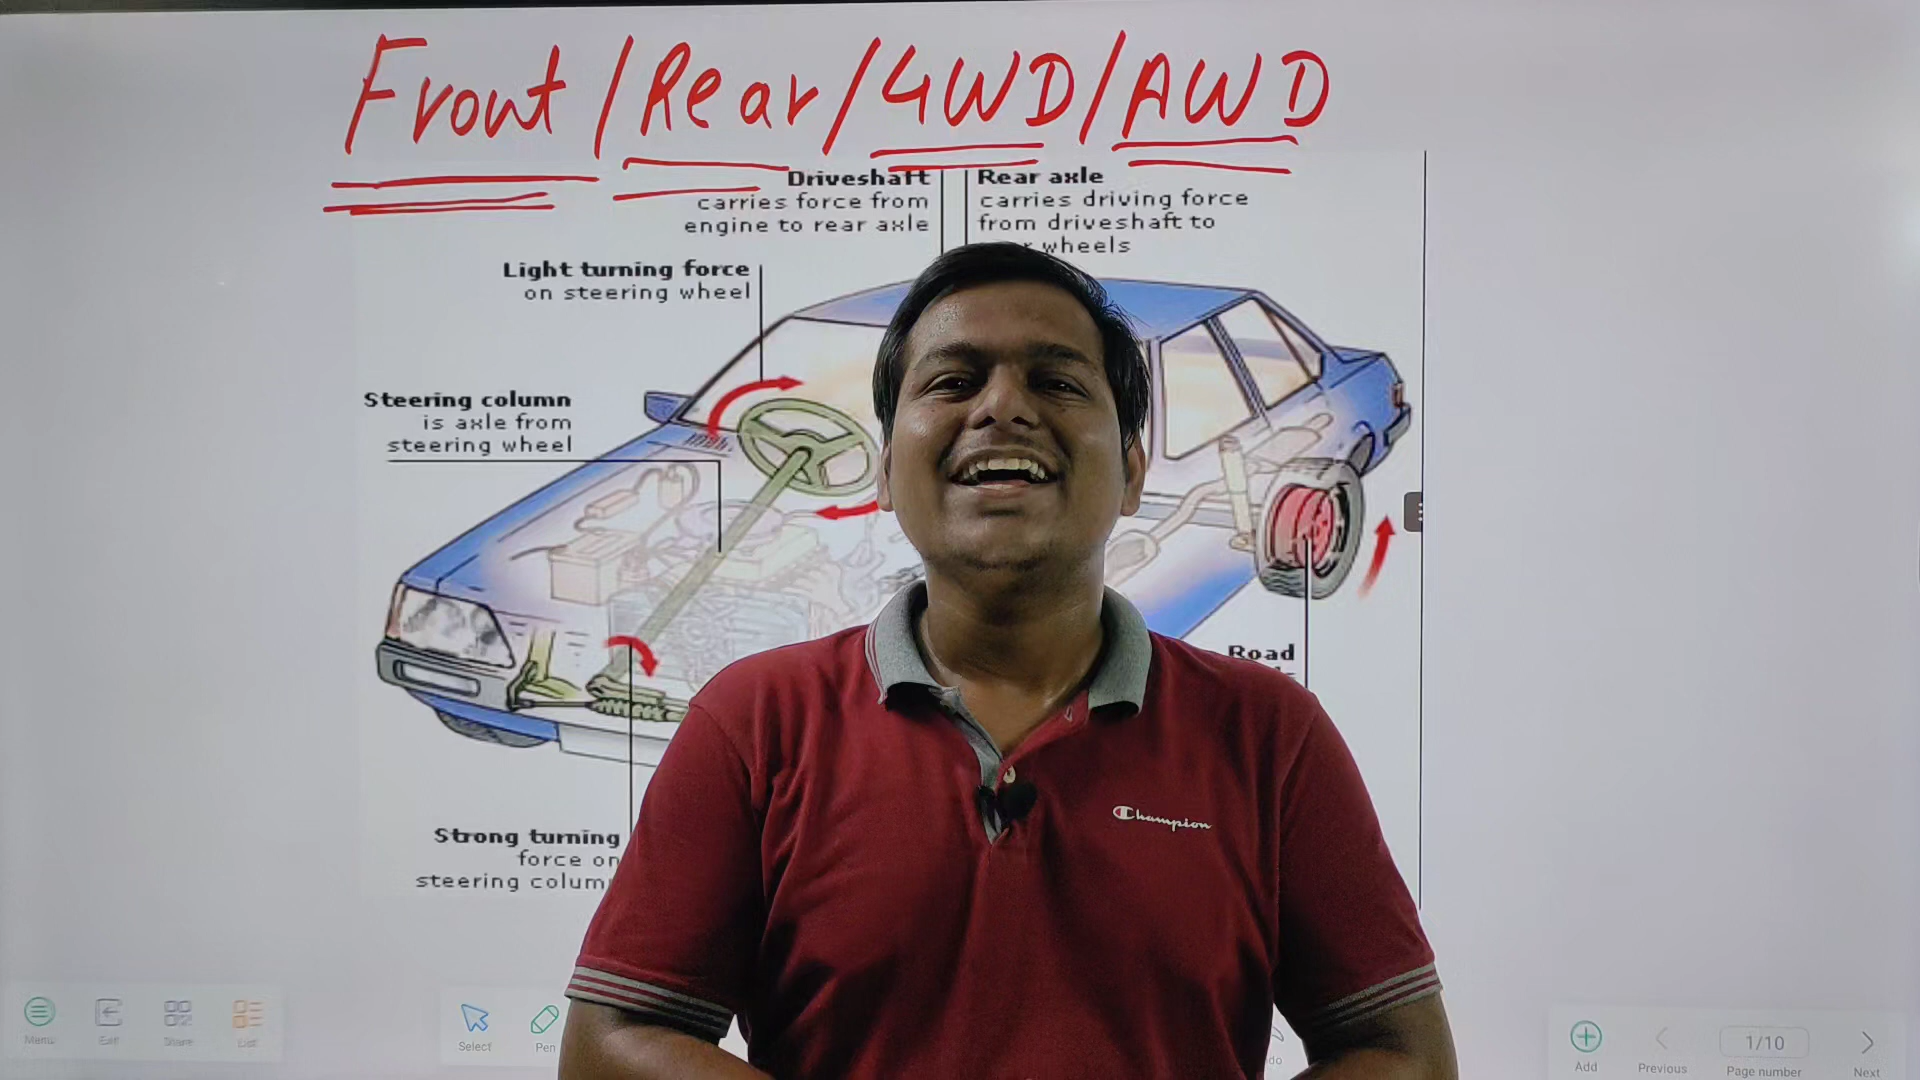 Front/Rear/4WD/AWD
Driveshaft
carries force from
engine to rear axle
Rear axle
carries driving force
from driveshaft to
wheels
Light turning force
on steering wheel
Steering column
is axle from
steering wheel
Road
Strong turning
force on
steering colum
Champion
Menu
Exit
Share
List
Select
Pen
Add
Previous
1/10
Page number
Next